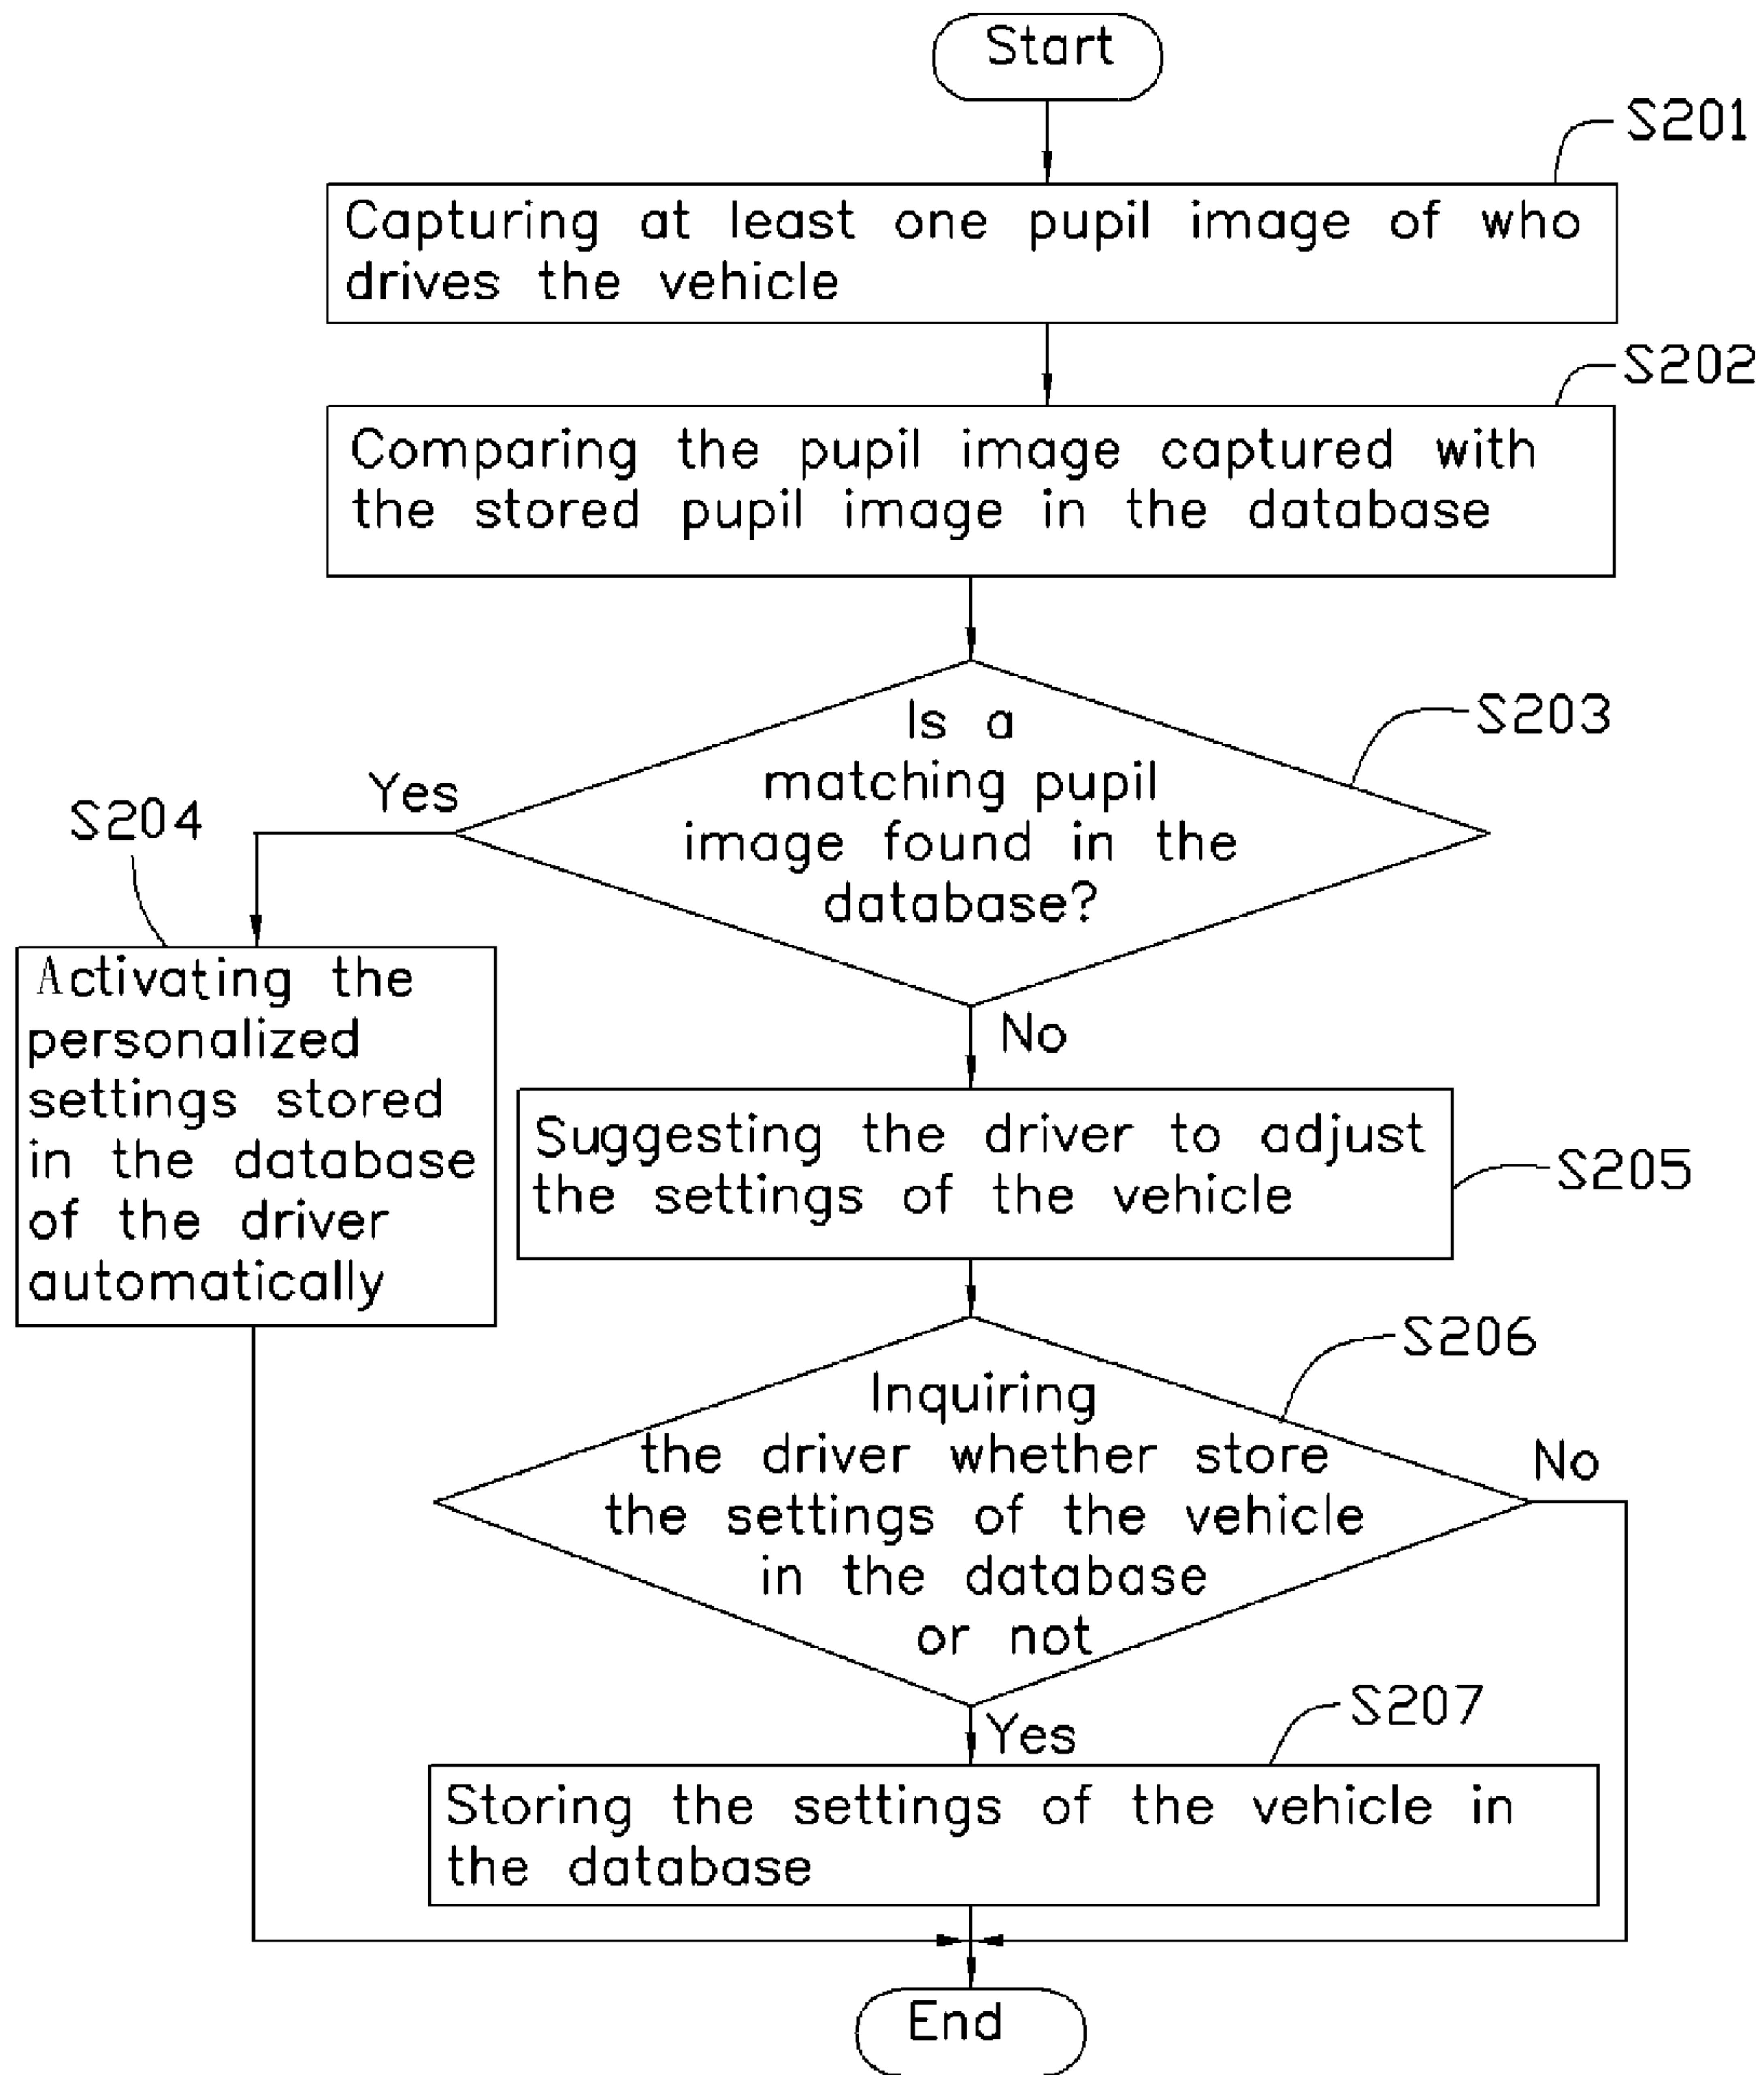 Start
S201
Capturing at least one pupil image of who
drives the vehicle
S202
Comparing the pupil image captured with
the stored pupil image in the database
S203
Is a
matching pupil
image found in the
database?
Yes
S204
Activating the
personalized
settings stored
in the database
of the driver
automatically
No
Suggesting the driver to adjust
the settings of the vehicle
S205
S206
Inquiring
the driver whether store
the settings of the vehicle
in the database
or not
No
Yes
S207
Storing the settings of the vehicle in
the database
End